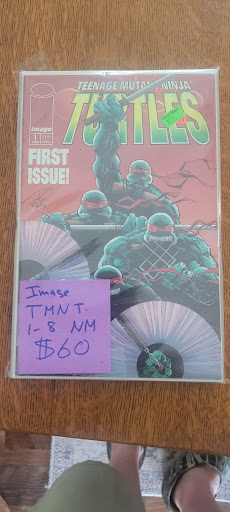 TEENAGE MUTANT NINJA
TURTLES
image
1
FIRST
ISSUE!
Image
TMNT.
1-8 NM
$60